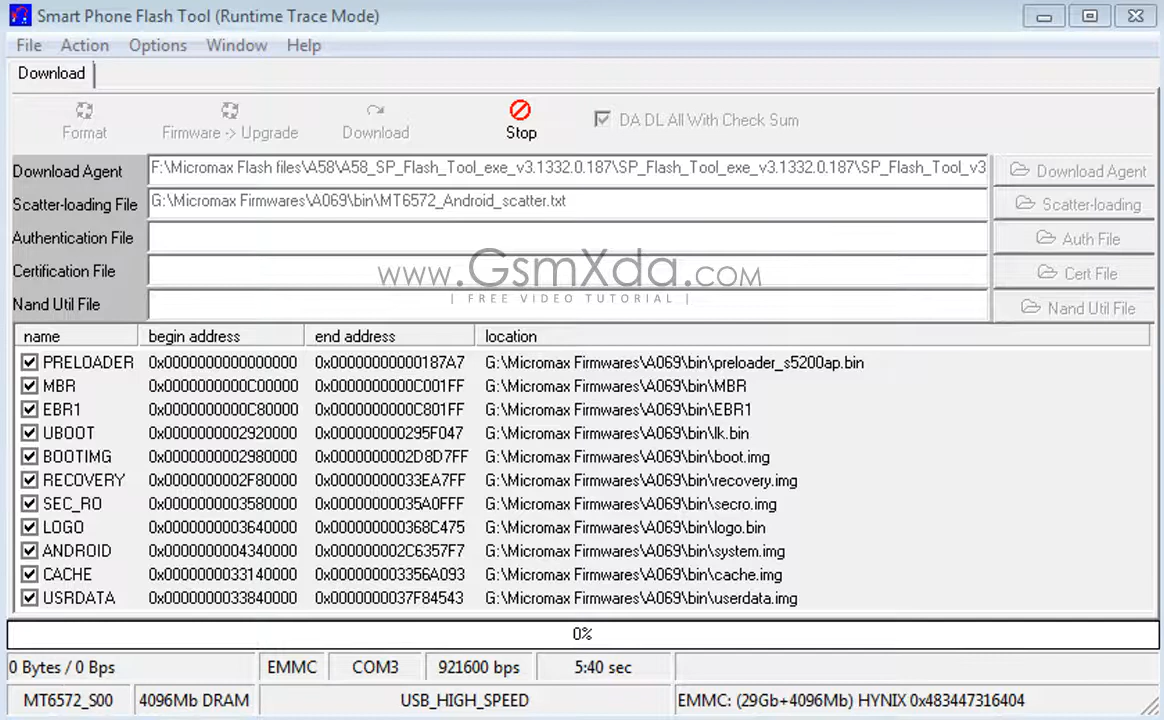 Smart Phone Flash Tool (Runtime Trace Mode)
File Action Options Window Help
Download
Format Firmware -> Upgrade Download Stop DA DL All With Check Sum
Download Agent F:\Micromax Flash files\A58\A58_SP_Flash_Tool_exe_v3.1332.0.187\SP_Flash_Tool_exe_v3.1332.0.187\SP_Flash_Tool_v3 Download Agent
Scatter-loading File G:\Micromax Firmwares\A069\bin\MT6572_Android_scatter.txt Scatter-loading
Authentication File Auth File
Certification File Cert File
www.GsmXda.com
| FREE VIDEO TUTORIAL |
Nand Util File Nand Util File
name begin address end address location
PRELOADER 0x0000000000000000 0x00000000000187A7 G:\Micromax Firmwares\A069\bin\preloader_s5200ap.bin
MBR 0x0000000000C00000 0x0000000000C001FF G:\Micromax Firmwares\A069\bin\MBR
EBR1 0x0000000000C80000 0x0000000000C801FF G:\Micromax Firmwares\A069\bin\EBR1
UBOOT 0x0000000002920000 0x000000000295F047 G:\Micromax Firmwares\A069\bin\lk.bin
BOOTIMG 0x0000000002980000 0x0000000002D8D7FF G:\Micromax Firmwares\A069\bin\boot.img
RECOVERY 0x0000000002F80000 0x00000000033EA7FF G:\Micromax Firmwares\A069\bin\recovery.img
SEC_RO 0x0000000003580000 0x00000000035A0FFF G:\Micromax Firmwares\A069\bin\secro.img
LOGO 0x0000000003640000 0x000000000368C475 G:\Micromax Firmwares\A069\bin\logo.bin
ANDROID 0x0000000004340000 0x000000002C6357F7 G:\Micromax Firmwares\A069\bin\system.img
CACHE 0x0000000033140000 0x000000003356A093 G:\Micromax Firmwares\A069\bin\cache.img
USRDATA 0x0000000033840000 0x0000000037F84543 G:\Micromax Firmwares\A069\bin\userdata.img
0%
0 Bytes / 0 Bps EMMC COM3 921600 bps 5:40 sec
MT6572_S00 4096Mb DRAM USB_HIGH_SPEED EMMC: (29Gb+4096Mb) HYNIX 0x483447316404